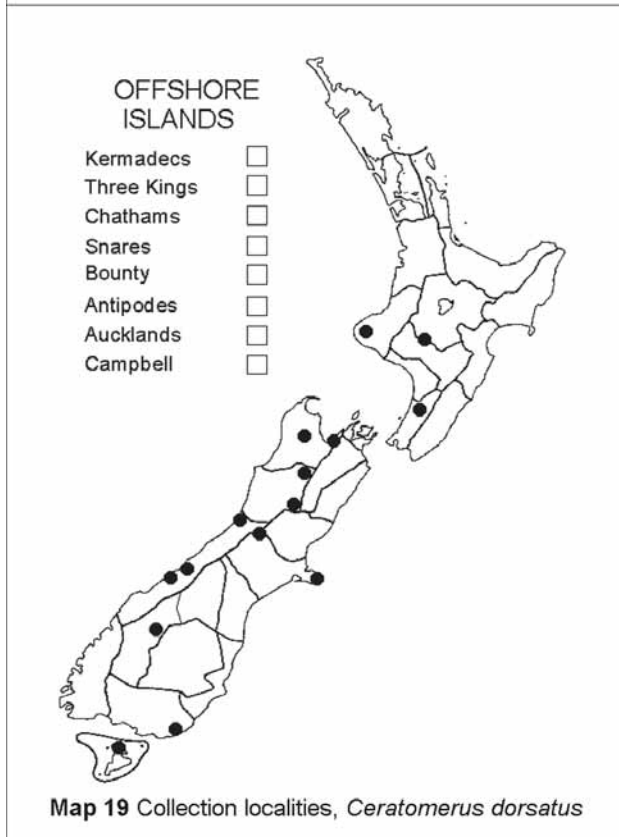 OFFSHORE
ISLANDS
Kermadecs
Three Kings
Chathams
Snares
Bounty
Antipodes
Aucklands
Campbell
Map 19 Collection localities, Ceratomerus dorsatus